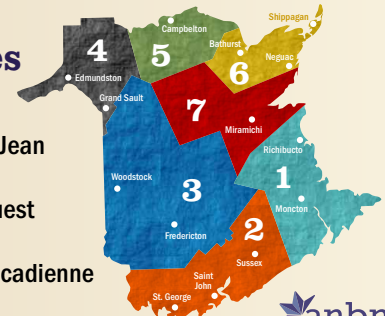 es
Jean
uest
cadienne
Shippagan
Campbelton
Bathurst
4
5
Neguac
6
Edmundston
Grand Sault
7
Miramichi
Richibucto
Woodstock
1
3
Moncton
2
Fredericton
Sussex
Saint
John
St. George
anbm